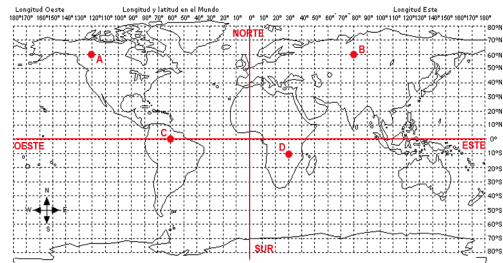 Longitud Oeste Longitud y latitud en el Mundo Longitud Este
180°170°160°150°140°130°120°110°100°90° 80° 70° 60° 50° 40° 30° 20° 10° 0° 10° 20° 30° 40° 50° 60° 70° 80° 90° 100°110°120°130°140°150°160°170°180°
NORTE
80°N
70°N
B
A
60°N
50°N
40°N
30°N
20°N
10°N
C
OESTE
ESTE
0°
D
10°S
20°S
30°S
40°S
N
50°S
W E
60°S
S
70°S
SUR
80°S